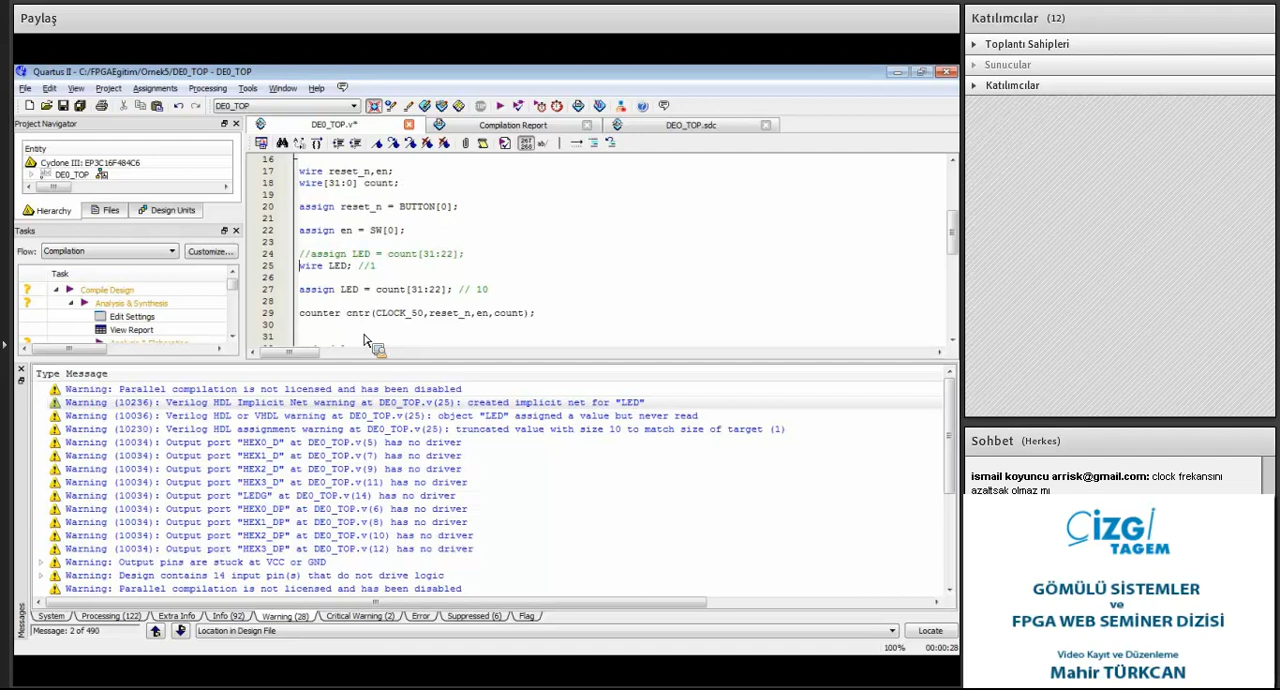 Paylaş
Quartus II - C:/FPGAEgitim/Ornek5/DE0_TOP - DE0_TOP
File Edit View Project Assignments Processing Tools Window Help
DE0_TOP
Project Navigator
Entity
Cyclone III: EP3C16F484C6
DE0_TOP
Hierarchy Files Design Units
Tasks
Flow: Compilation Customize...
Task
Compile Design
Analysis & Synthesis
Edit Settings
View Report
Analysis & Elaboration
DE0_TOP.v* Compilation Report DE0_TOP.sdc
16
17 wire reset_n,en;
18 wire[31:0] count;
19
20 assign reset_n = BUTTON[0];
21
22 assign en = SW[0];
23
24 //assign LED = count[31:22];
25 wire LED; //1
26
27 assign LED = count[31:22]; // 10
28
29 counter cntr(CLOCK_50,reset_n,en,count);
30
31
Type Message
Warning: Parallel compilation is not licensed and has been disabled
Warning (10236): Verilog HDL Implicit Net warning at DE0_TOP.v(25): created implicit net for "LED"
Warning (10036): Verilog HDL or VHDL warning at DE0_TOP.v(25): object "LED" assigned a value but never read
Warning (10230): Verilog HDL assignment warning at DE0_TOP.v(25): truncated value with size 10 to match size of target (1)
Warning (10034): Output port "HEX0_D" at DE0_TOP.v(5) has no driver
Warning (10034): Output port "HEX1_D" at DE0_TOP.v(7) has no driver
Warning (10034): Output port "HEX2_D" at DE0_TOP.v(9) has no driver
Warning (10034): Output port "HEX3_D" at DE0_TOP.v(11) has no driver
Warning (10034): Output port "LEDG" at DE0_TOP.v(14) has no driver
Warning (10034): Output port "HEX0_DP" at DE0_TOP.v(6) has no driver
Warning (10034): Output port "HEX1_DP" at DE0_TOP.v(8) has no driver
Warning (10034): Output port "HEX2_DP" at DE0_TOP.v(10) has no driver
Warning (10034): Output port "HEX3_DP" at DE0_TOP.v(12) has no driver
Warning: Output pins are stuck at VCC or GND
Warning: Design contains 14 input pin(s) that do not drive logic
Warning: Parallel compilation is not licensed and has been disabled
Messages
System Processing (122) Extra Info Info (92) Warning (28) Critical Warning (2) Error Suppressed (6) Flag
Message: 2 of 490 Location in Design File Locate
100% 00:00:28
Katılımcılar (12)
Toplantı Sahipleri
Sunucular
Katılımcılar
Sohbet (Herkes)
ismail koyuncu arrisk@gmail.com: clock frekansını
azaltsak olmaz mı
ÇİZGİ
TAGEM
GÖMÜLÜ SİSTEMLER
ve
FPGA WEB SEMİNER DİZİSİ
Video Kayıt ve Düzenleme
Mahir TÜRKCAN